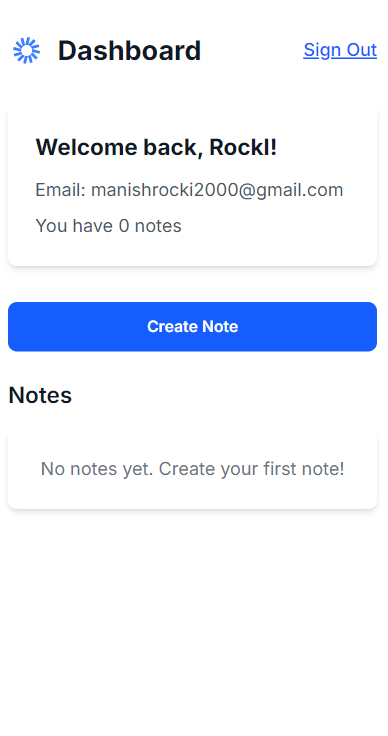 Dashboard
Sign Out
Welcome back, Rockl!
Email: manishrocki2000@gmail.com
You have 0 notes
Create Note
Notes
No notes yet. Create your first note!